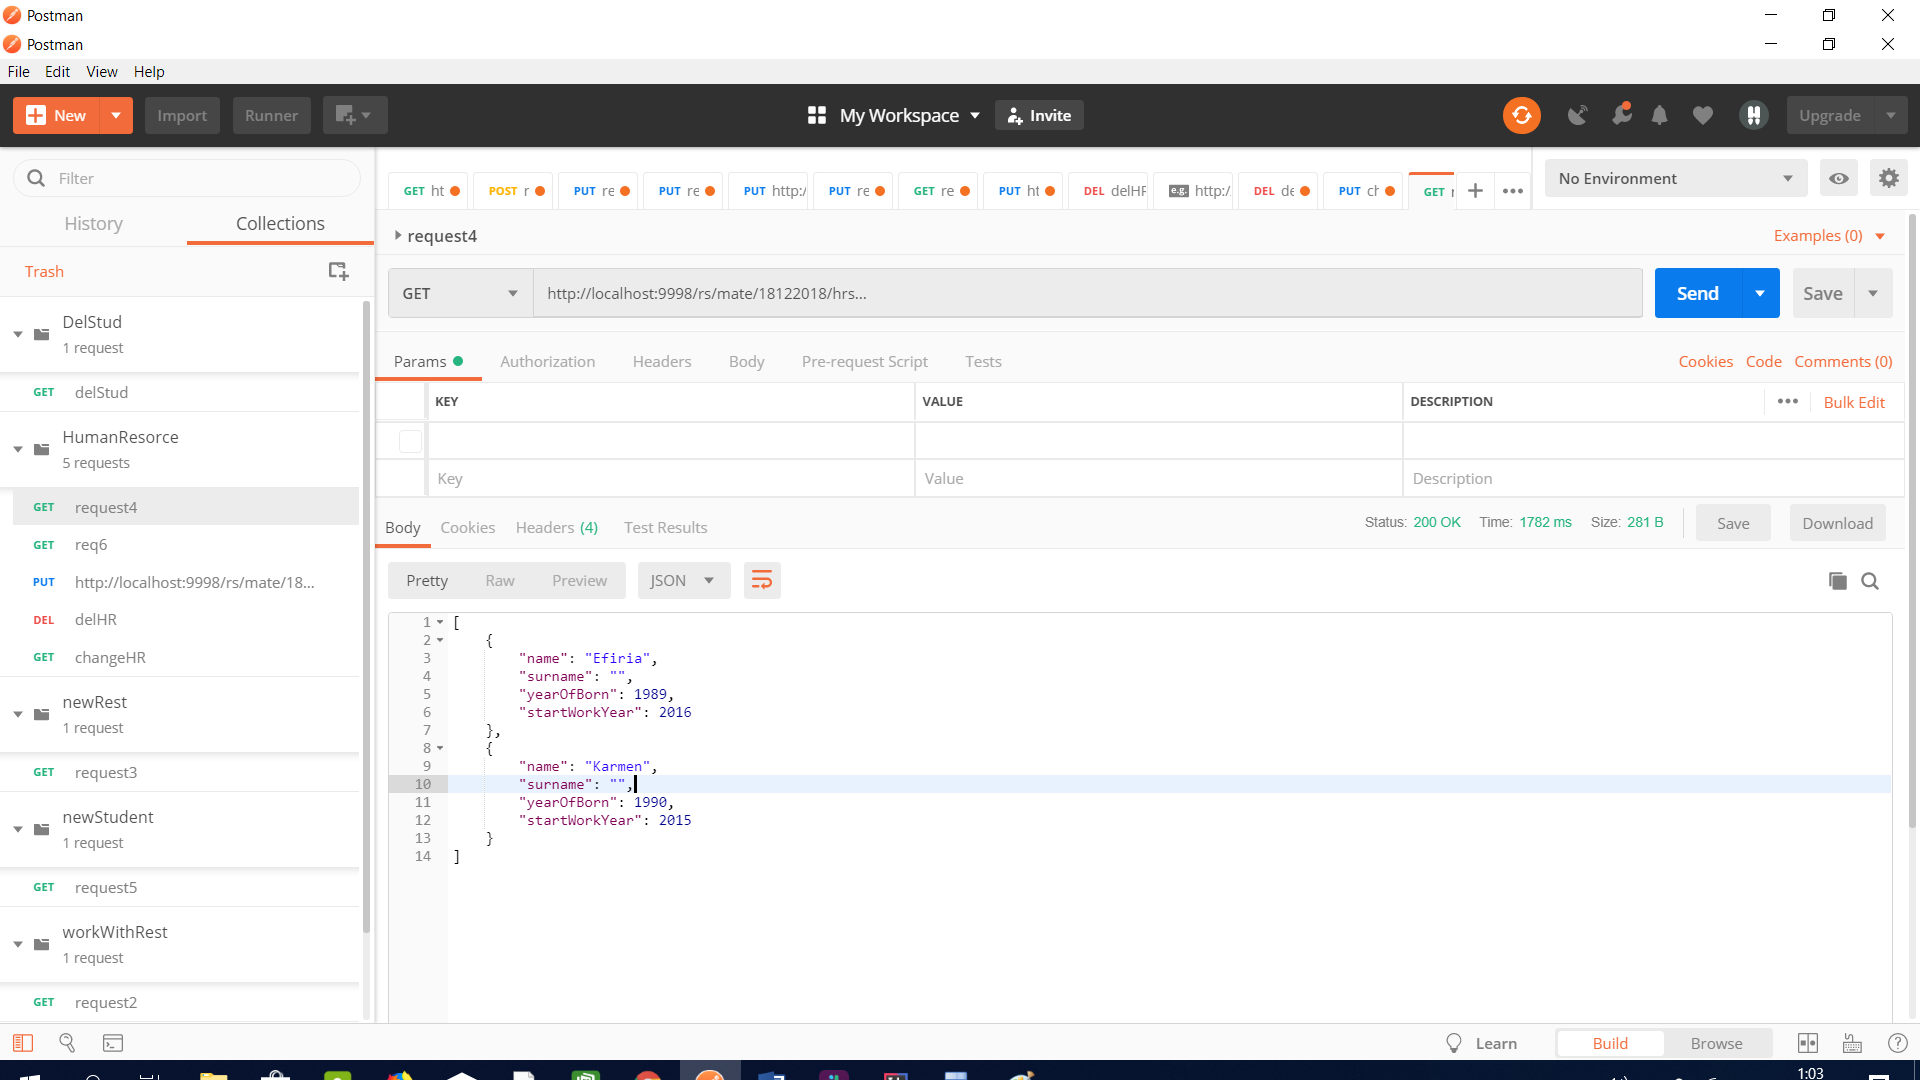 Postman
Postman
File Edit View Help
New Import Runner My Workspace Invite Upgrade
Filter
History Collections
Trash
DelStud
1 request
GET delStud
HumanResorce
5 requests
GET request4
GET req6
PUT http://localhost:9998/rs/mate/18...
DEL delHR
GET changeHR
newRest
1 request
GET request3
newStudent
1 request
GET request5
workWithRest
1 request
GET request2
GET ht POST r PUT re PUT re PUT http:/ PUT re GET re PUT ht DEL delHR e.g. http:/ DEL de PUT ch GET
No Environment
request4 Examples (0)
GET http://localhost:9998/rs/mate/18122018/hrs... Send Save
Params Authorization Headers Body Pre-request Script Tests Cookies Code Comments (0)
KEY VALUE DESCRIPTION ••• Bulk Edit
Key Value Description
Body Cookies Headers (4) Test Results Status: 200 OK Time: 1782 ms Size: 281 B Save Download
Pretty Raw Preview JSON
1 [
2 {
3 "name": "Efiria",
4 "surname": "",
5 "yearOfBorn": 1989,
6 "startWorkYear": 2016
7 },
8 {
9 "name": "Karmen",
10 "surname": "",
11 "yearOfBorn": 1990,
12 "startWorkYear": 2015
13 }
14 ]
Learn Build Browse
1:03